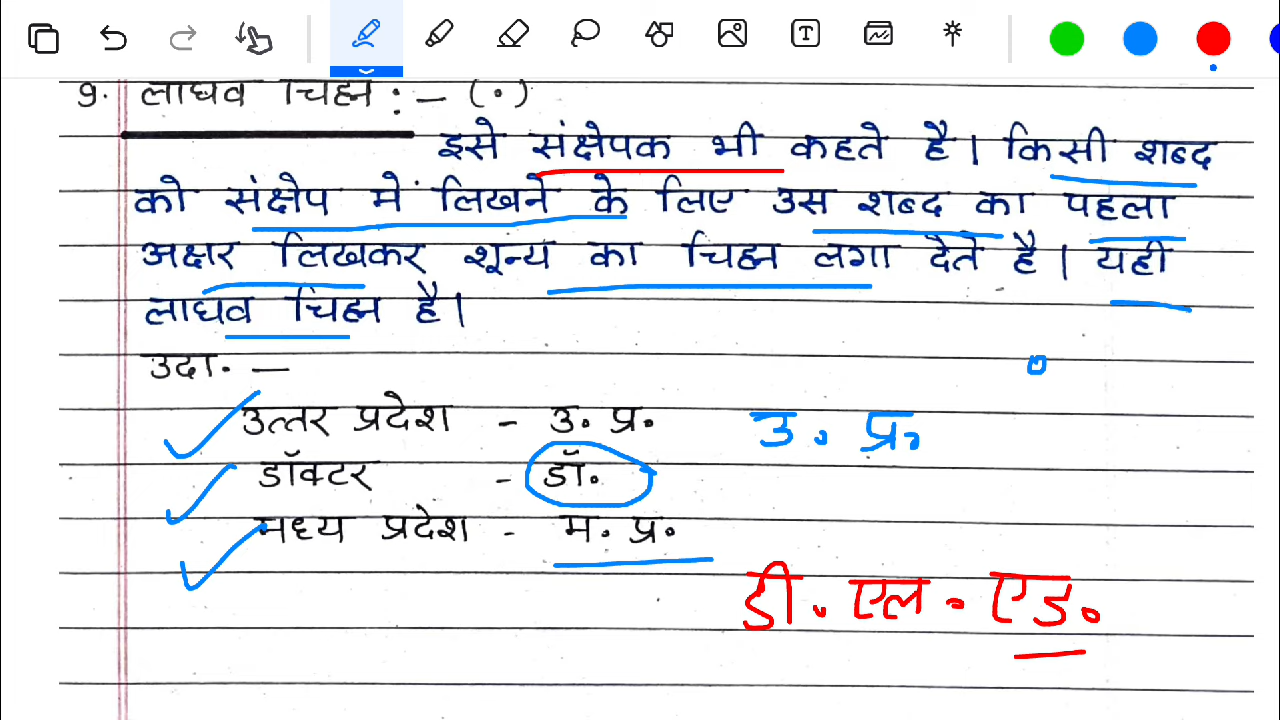 9. लाघव चिह्न :- (०)
इसे संक्षेपक भी कहते है। किसी शब्द
को संक्षेप में लिखने के लिए उस शब्द का पहला
अक्षर लिखकर शून्य का चिह्न लगा देते है। यही
लाघव चिह्न है।
उदा. —
उत्तर प्रदेश - उ॰ प्र॰ उ॰ प्र॰
डॉक्टर - डॉ॰
मध्य प्रदेश - म॰ प्र॰
डी॰ एल॰ एड॰